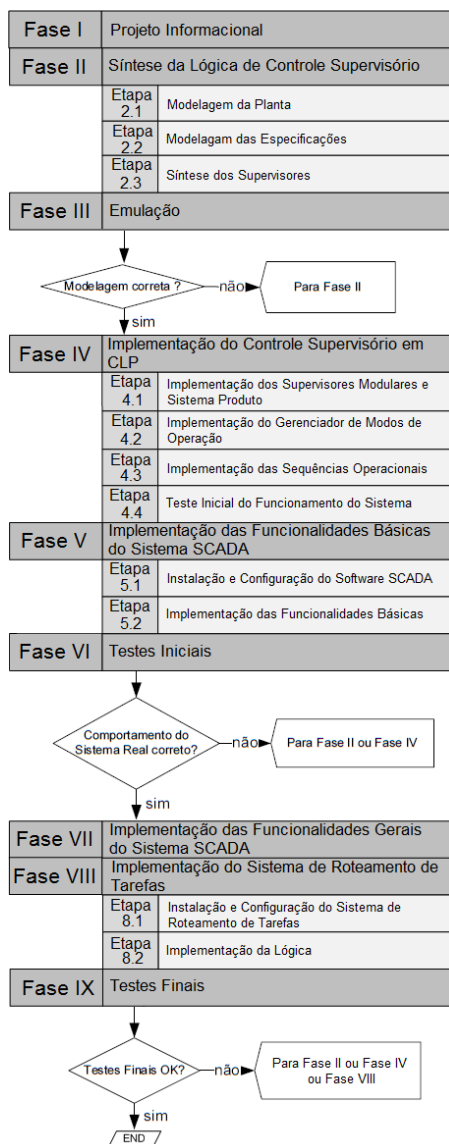 Fase I
Projeto Informacional
Fase II
Síntese da Lógica de Controle Supervisório
Etapa
2.1
Modelagem da Planta
Etapa
2.2
Modelagam das Especificações
Etapa
2.3
Síntese dos Supervisores
Fase III
Emulação
Modelagem correta ?
não
Para Fase II
sim
Fase IV
Implementação do Controle Supervisório em
CLP
Etapa
4.1
Implementação dos Supervisores Modulares e
Sistema Produto
Etapa
4.2
Implementação do Gerenciador de Modos de
Operação
Etapa
4.3
Implementação das Sequências Operacionais
Etapa
4.4
Teste Inicial do Funcionamento do Sistema
Fase V
Implementação das Funcionalidades Básicas
do Sistema SCADA
Etapa
5.1
Instalação e Configuração do Software SCADA
Etapa
5.2
Implementação das Funcionalidades Básicas
Fase VI
Testes Iniciais
Comportamento do
Sistema Real correto?
não
Para Fase II ou Fase IV
sim
Fase VII
Implementação das Funcionalidades Gerais
do Sistema SCADA
Fase VIII
Implementação do Sistema de Roteamento de
Tarefas
Etapa
8.1
Instalação e Configuração do Sistema de
Roteamento de Tarefas
Etapa
8.2
Implementação da Lógica
Fase IX
Testes Finais
Testes Finais OK?
não
Para Fase II ou Fase IV
ou Fase VIII
sim
END